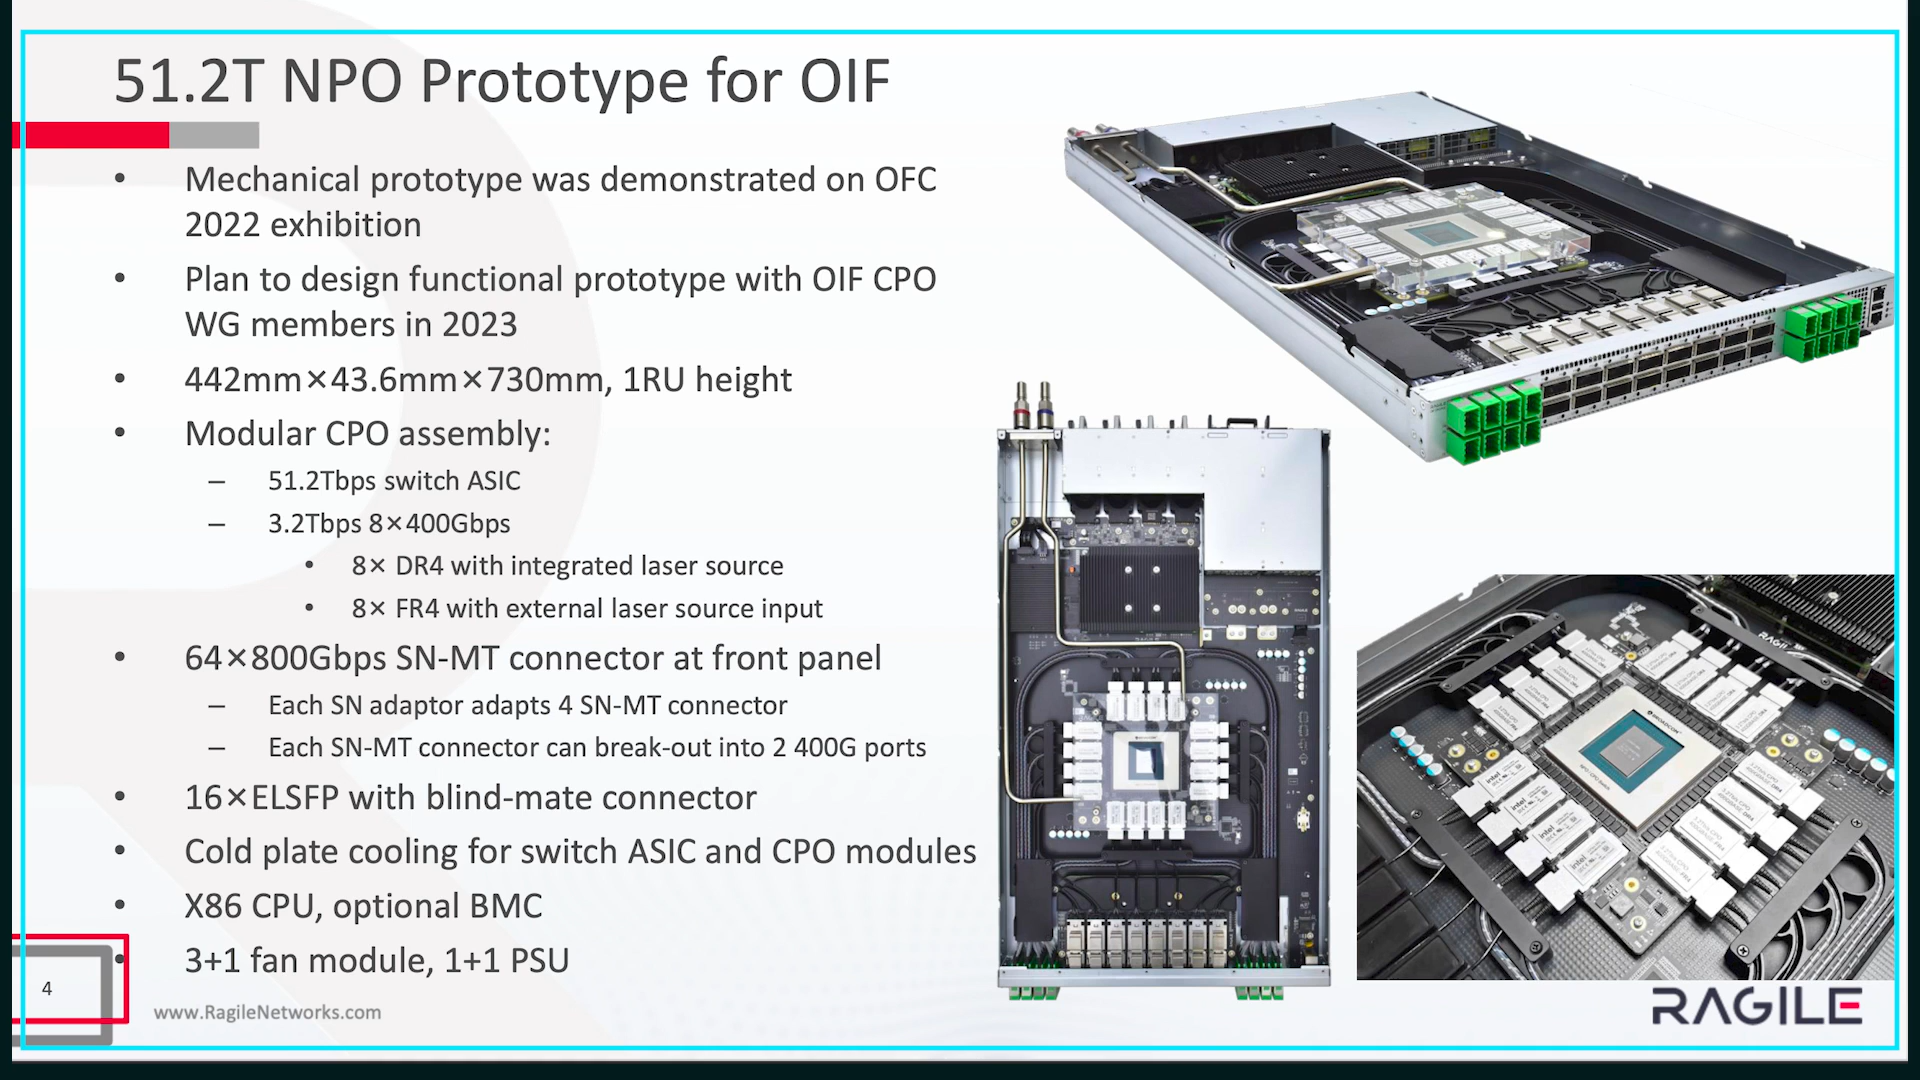 51.2T NPO Prototype for OIF
• Mechanical prototype was demonstrated on OFC
2022 exhibition
• Plan to design functional prototype with OIF CPO
WG members in 2023
• 442mm×43.6mm×730mm, 1RU height
• Modular CPO assembly:
– 51.2Tbps switch ASIC
– 3.2Tbps 8×400Gbps
• 8× DR4 with integrated laser source
• 8× FR4 with external laser source input
• 64×800Gbps SN-MT connector at front panel
– Each SN adaptor adapts 4 SN-MT connector
– Each SN-MT connector can break-out into 2 400G ports
• 16×ELSFP with blind-mate connector
• Cold plate cooling for switch ASIC and CPO modules
• X86 CPU, optional BMC
• 3+1 fan module, 1+1 PSU
4
www.RagileNetworks.com
RAGILE
BROADCOM
intel
intel
intel
intel
RAGILE